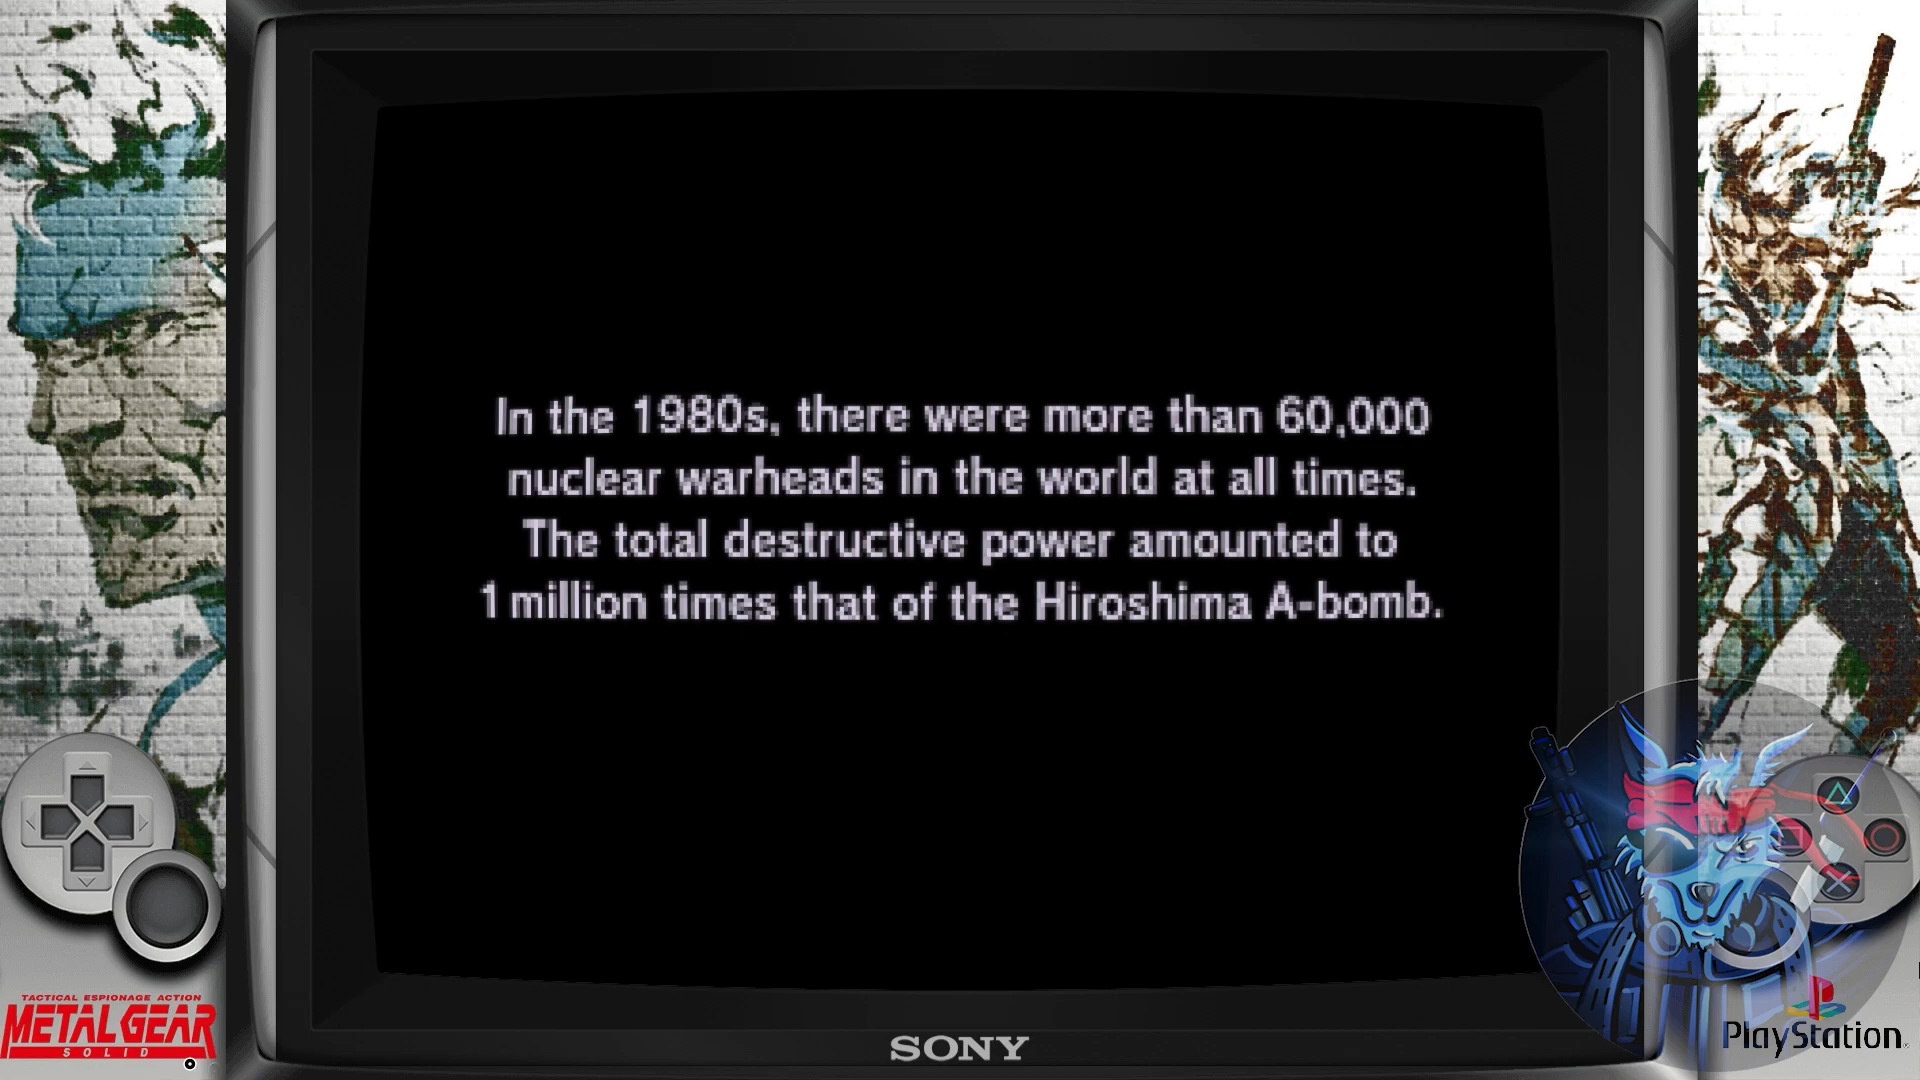 In the 1980s, there were more than 60,000
nuclear warheads in the world at all times.
The total destructive power amounted to
1 million times that of the Hiroshima A-bomb.
TACTICAL ESPIONAGE ACTION
METAL GEAR
SOLID
SONY
PlayStation